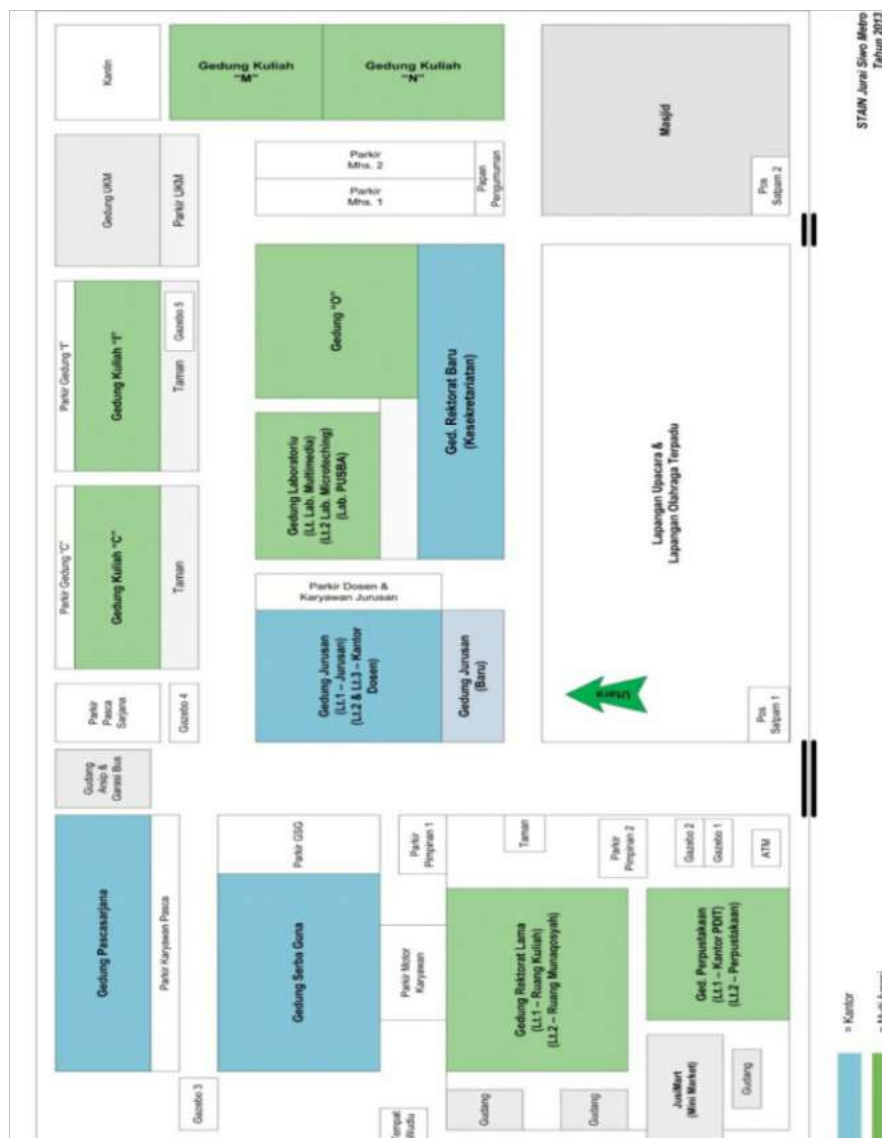 STAIN Jurai Siwo Metro
Tahun 2013
Kantin
Gedung Kuliah
"M"
Gedung Kuliah
"N"
Masjid
Pos
Satpam 2
Gedung UKM
Parkir UKM
Parkir
Mhs. 2
Parkir
Mhs. 1
Papan
Pengumuman
Parkir Gedung "I"
Gedung Kuliah "I"
Gazebo 5
Taman
Gedung "O"
Ged. Rektorat Baru
(Kesekretariatan)
Gedung Laboratoriu
(Lt. Lab. Multimedia)
(Lt.2 Lab. Microteching)
(Lab. PUSBA)
Lapangan Upacara &
Lapangan Olahraga Terpadu
Parkir Gedung "C"
Gedung Kuliah "C"
Taman
Parkir Dosen &
Karyawan Jurusan
Gedung Jurusan
(Lt.1 – Jurusan)
(Lt.2 & Lt.3 – Kantor
Dosen)
Gedung Jurusan
(Baru)
Utara
Pos
Satpam 1
Parkir
Pasca
Sarjana
Gazebo 4
Gudang
Arsip &
Garasi Bus
Gedung Pascasarjana
Parkir Karyawan Pasca
Parkir GSG
Gedung Serba Guna
Parkir
Pimpinan 1
Taman
Parkir
Pimpinan 2
Gazebo 2
Gazebo 1
ATM
Parkir Motor
Karyawan
Gedung Rektorat Lama
(Lt.1 – Ruang Kuliah)
(Lt.2 – Ruang Munaqosyah)
Ged. Perpustakaan
(Lt.1 – Kantor PDIT)
(Lt.2 – Perpustakaan)
Gazebo 3
Tempat
Wudlu
Gudang
Gudang
JusiMart
(Mini Market)
Gudang
= Kantor